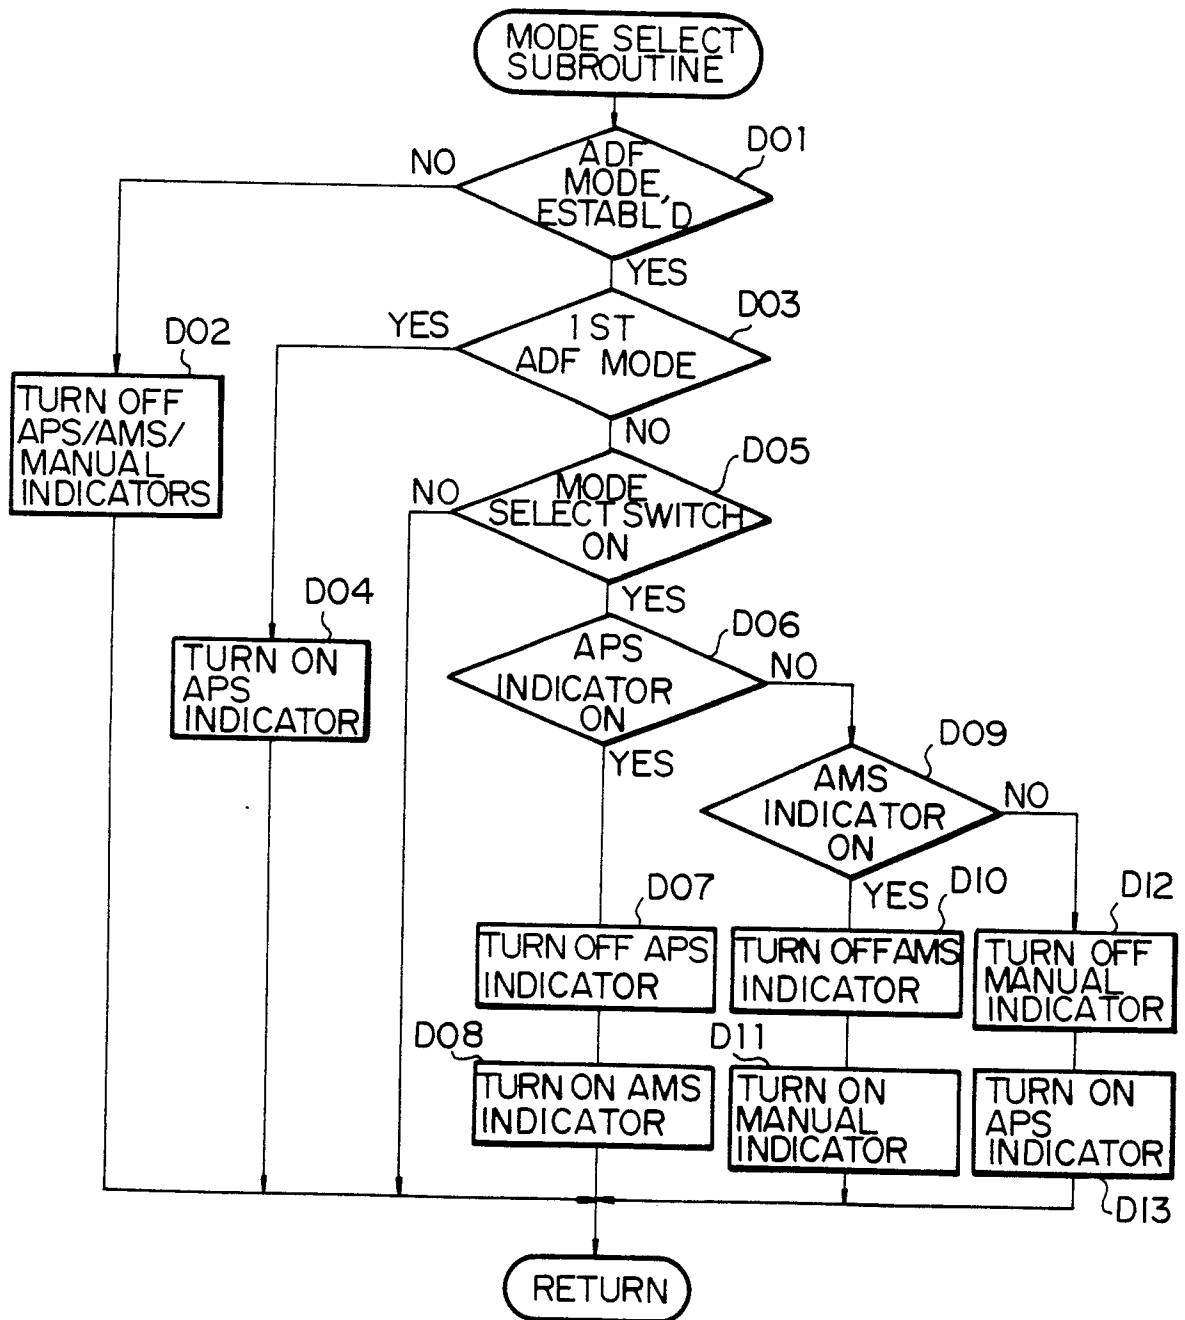 MODE SELECT
SUBROUTINE
D01
NO
ADF
MODE,
ESTABL'D
YES
D03
YES
1ST
ADF MODE
D02
TURN OFF
APS/AMS/
MANUAL
INDICATORS
NO
D05
NO
MODE
SELECT SWITCH
ON
YES
D04
TURN ON
APS
INDICATOR
D06
APS
INDICATOR
ON
NO
YES
D09
AMS
INDICATOR
ON
NO
YES
D07
TURN OFF APS
INDICATOR
D10
TURN OFF AMS
INDICATOR
D12
TURN OFF
MANUAL
INDICATOR
D08
TURN ON AMS
INDICATOR
D11
TURN ON
MANUAL
INDICATOR
TURN ON
APS
INDICATOR
D13
RETURN